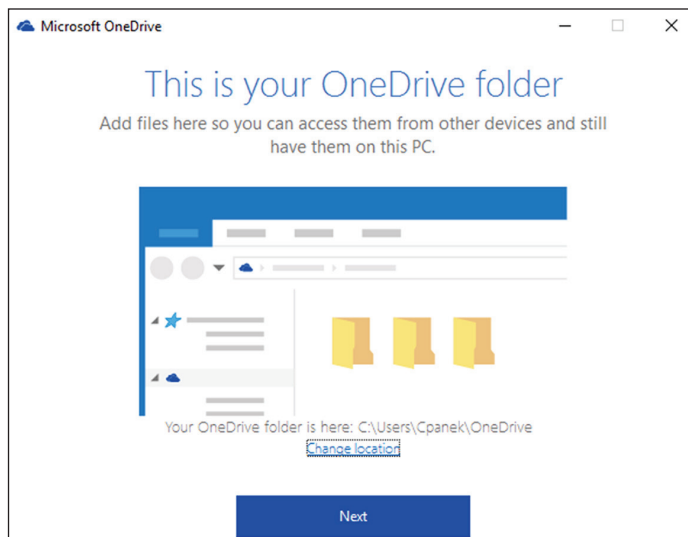 Microsoft OneDrive
This is your OneDrive folder
Add files here so you can access them from other devices and still
have them on this PC.
Your OneDrive folder is here: C:\Users\Cpanek\OneDrive
Change location
Next